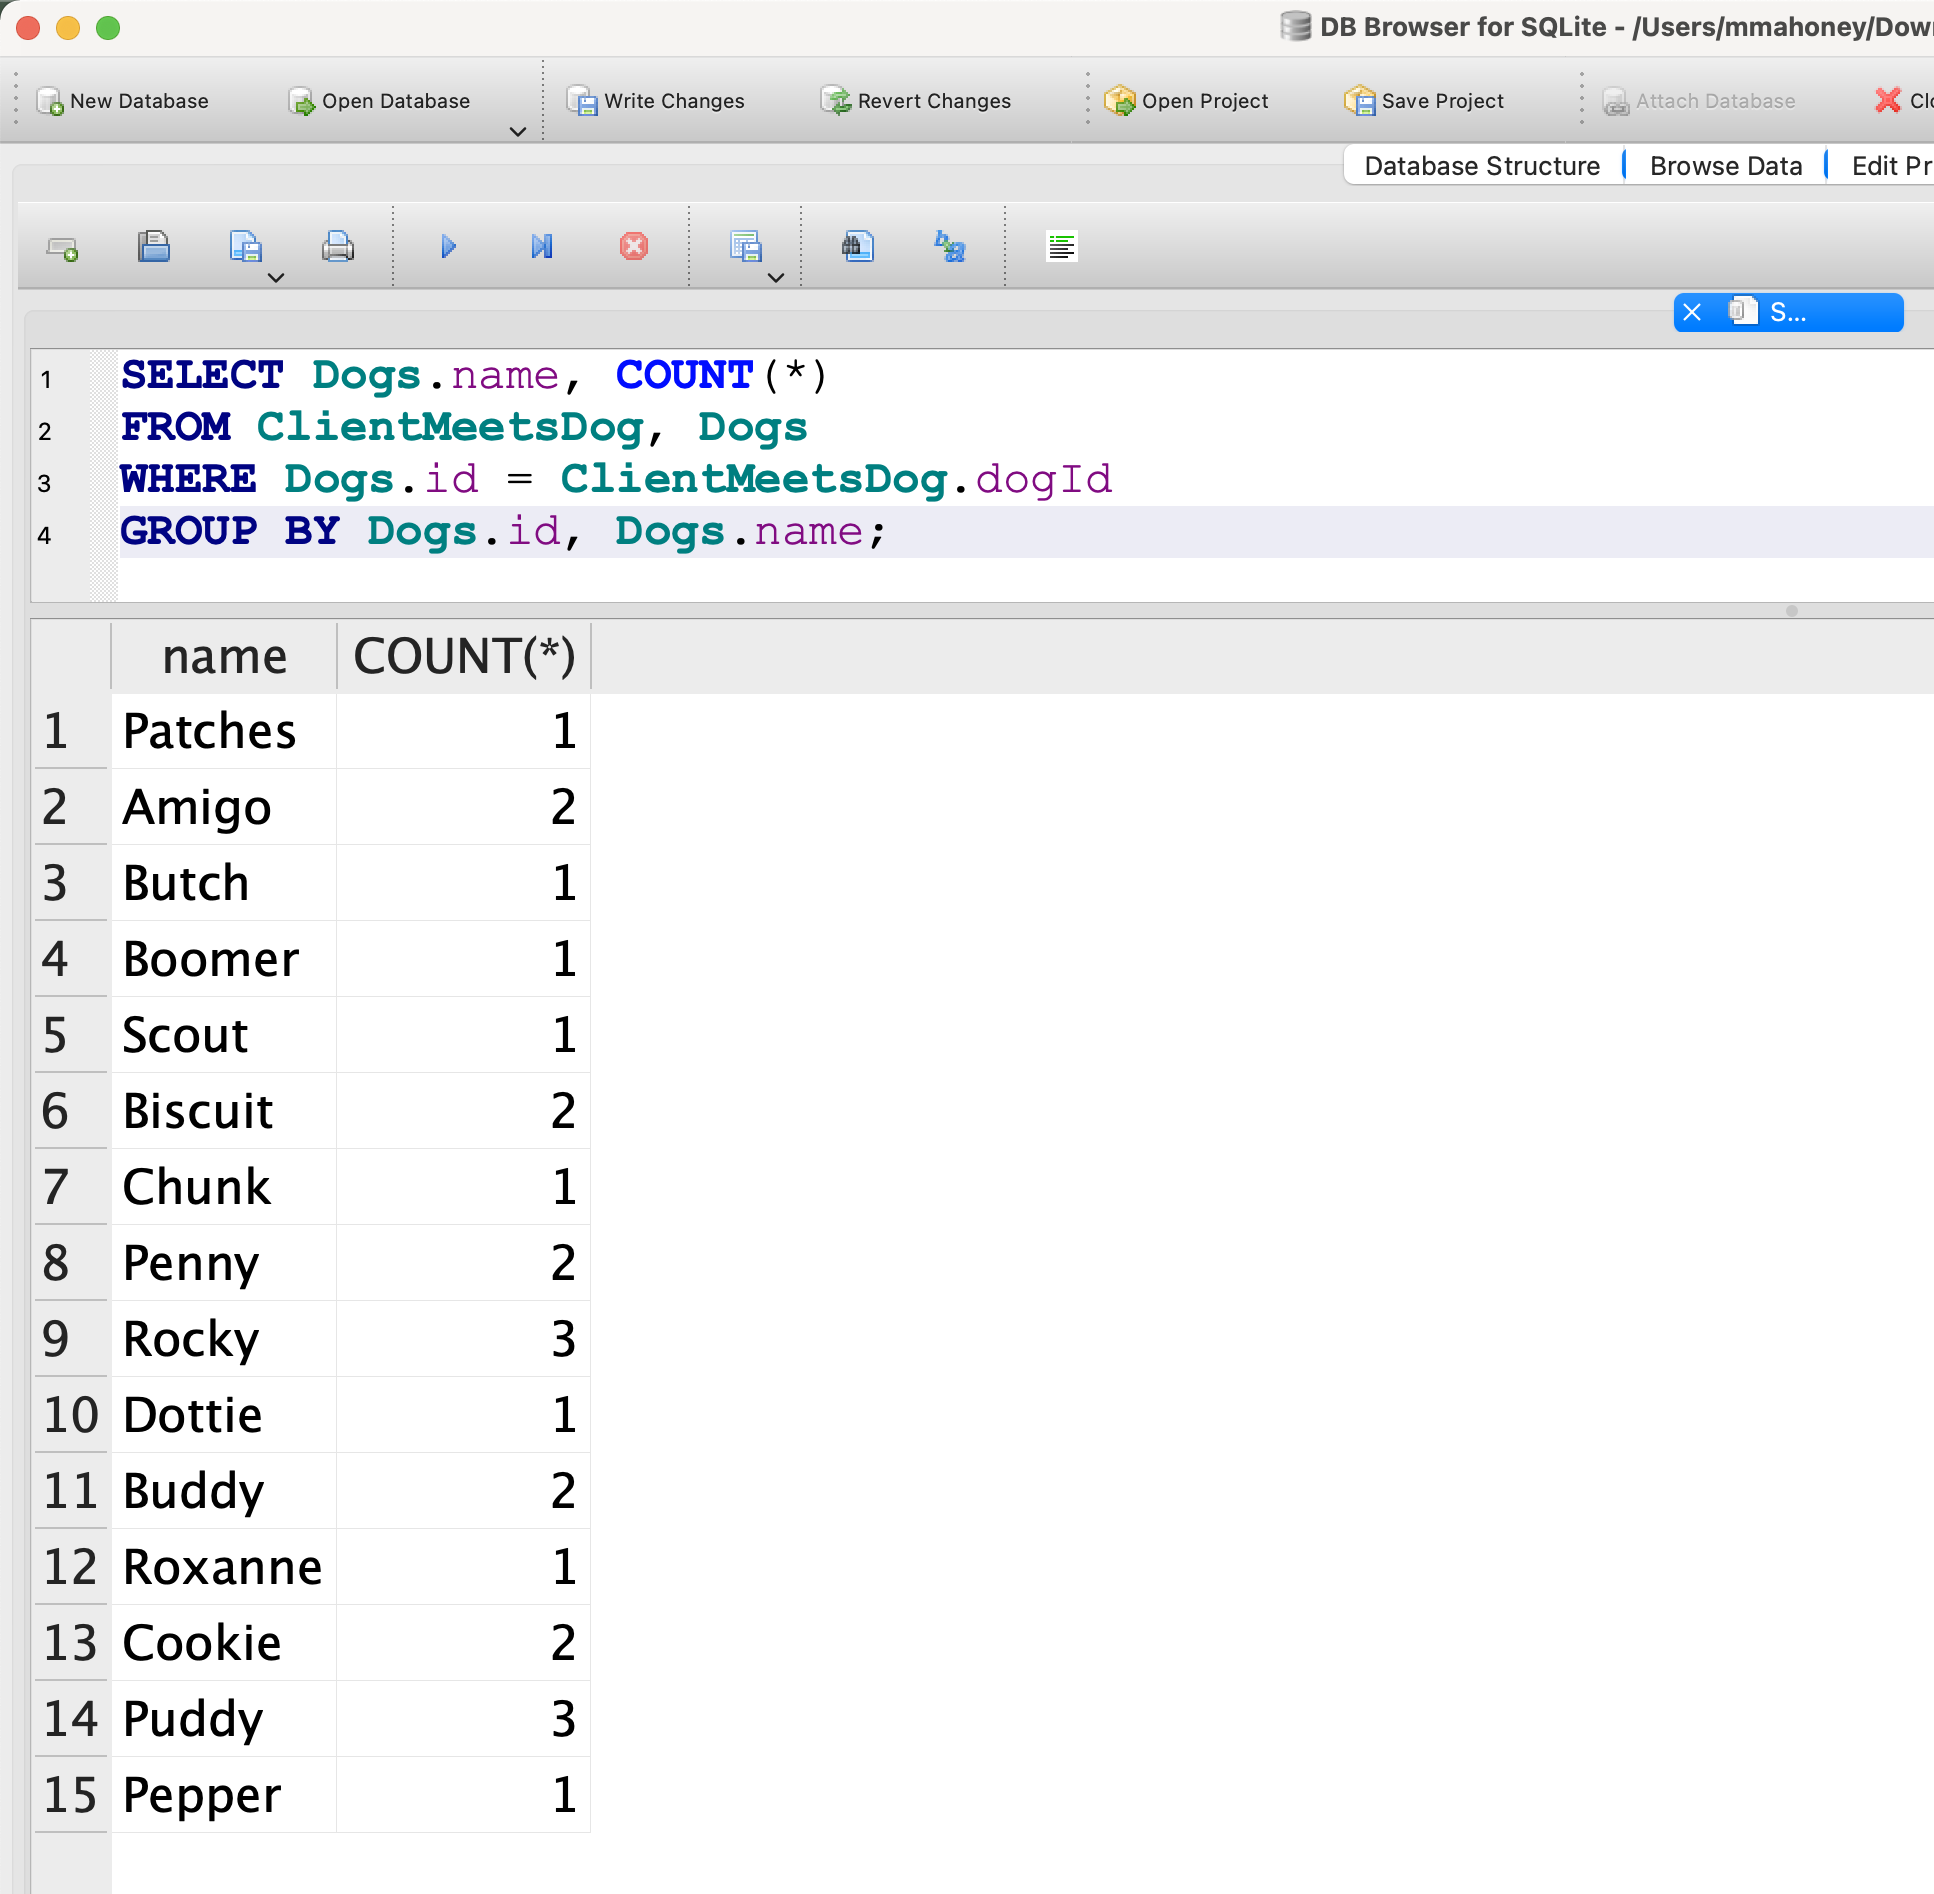 DB Browser for SQLite - /Users/mmahoney/Dow
New Database Open Database Write Changes Revert Changes Open Project Save Project Attach Database
Database Structure Browse Data Edit
S...
1 SELECT Dogs.name, COUNT(*)
2 FROM ClientMeetsDog, Dogs
3 WHERE Dogs.id = ClientMeetsDog.dogId
4 GROUP BY Dogs.id, Dogs.name;
name COUNT(*)
1 Patches 1
2 Amigo 2
3 Butch 1
4 Boomer 1
5 Scout 1
6 Biscuit 2
7 Chunk 1
8 Penny 2
9 Rocky 3
10 Dottie 1
11 Buddy 2
12 Roxanne 1
13 Cookie 2
14 Puddy 3
15 Pepper 1